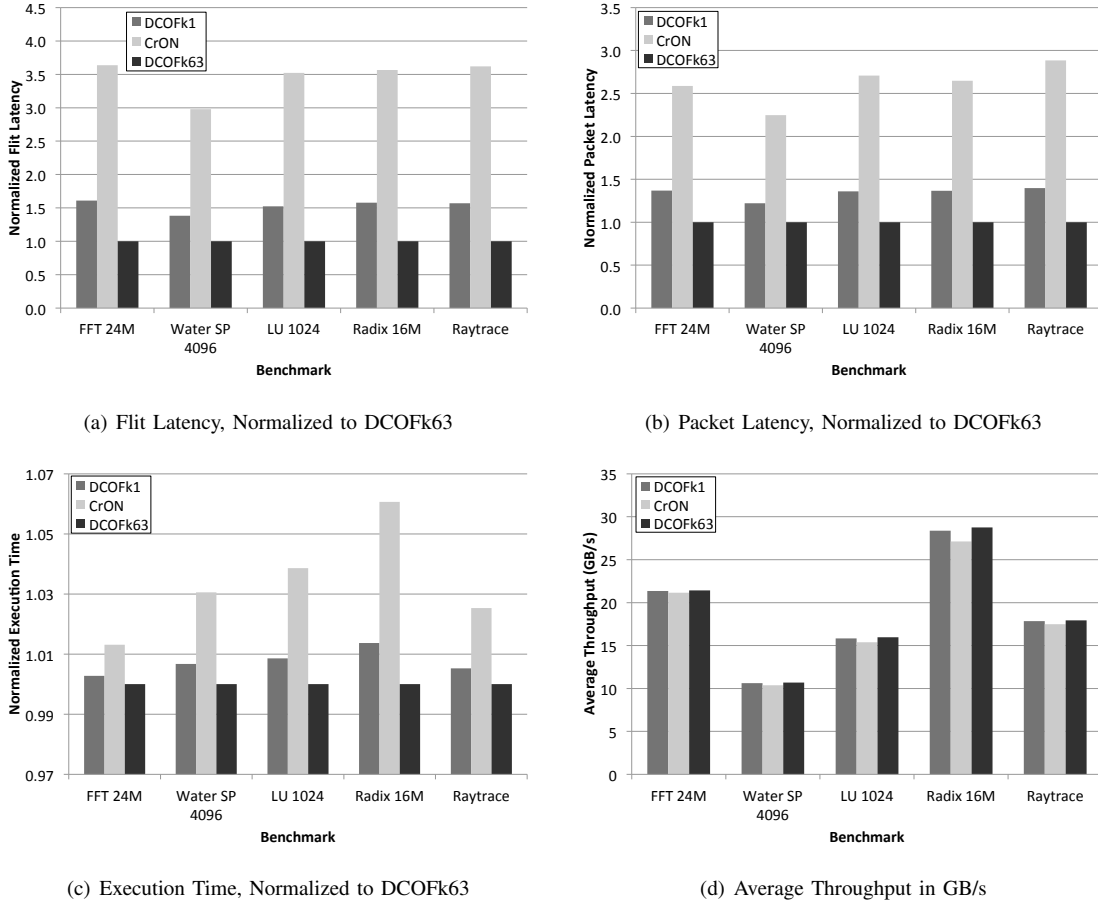 4.5
4.0
3.5
3.0
2.5
2.0
1.5
1.0
0.5
0.0
Normalized Flit Latency
DCOFk1
CrON
DCOFk63
FFT 24M
Water SP 4096
LU 1024
Radix 16M
Raytrace
Benchmark
(a) Flit Latency, Normalized to DCOFk63
3.5
3.0
2.5
2.0
1.5
1.0
0.5
0.0
Normalized Packet Latency
DCOFk1
CrON
DCOFk63
FFT 24M
Water SP 4096
LU 1024
Radix 16M
Raytrace
Benchmark
(b) Packet Latency, Normalized to DCOFk63
1.07
1.05
1.03
1.01
0.99
0.97
Normalized Execution Time
DCOFk1
CrON
DCOFk63
FFT 24M
Water SP 4096
LU 1024
Radix 16M
Raytrace
Benchmark
(c) Execution Time, Normalized to DCOFk63
35
30
25
20
15
10
5
0
Average Throughput (GB/s)
DCOFk1
CrON
DCOFk63
FFT 24M
Water SP 4096
LU 1024
Radix 16M
Raytrace
Benchmark
(d) Average Throughput in GB/s